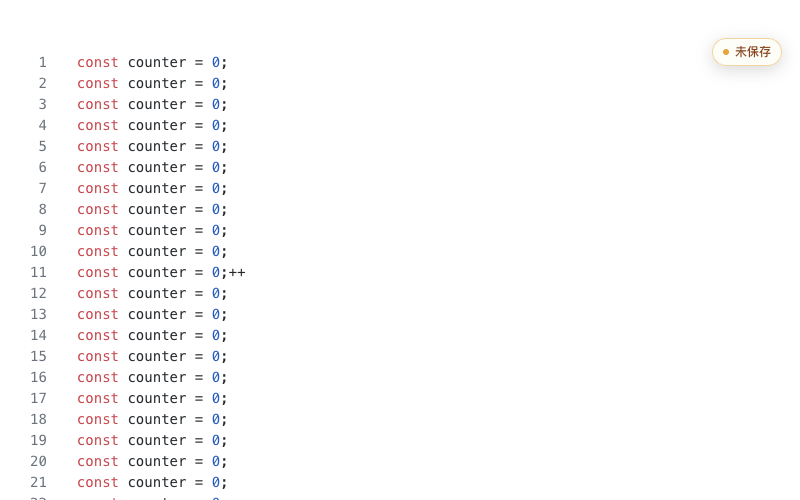 未保存
1 const counter = 0;
2 const counter = 0;
3 const counter = 0;
4 const counter = 0;
5 const counter = 0;
6 const counter = 0;
7 const counter = 0;
8 const counter = 0;
9 const counter = 0;
10 const counter = 0;
11 const counter = 0;++
12 const counter = 0;
13 const counter = 0;
14 const counter = 0;
15 const counter = 0;
16 const counter = 0;
17 const counter = 0;
18 const counter = 0;
19 const counter = 0;
20 const counter = 0;
21 const counter = 0;